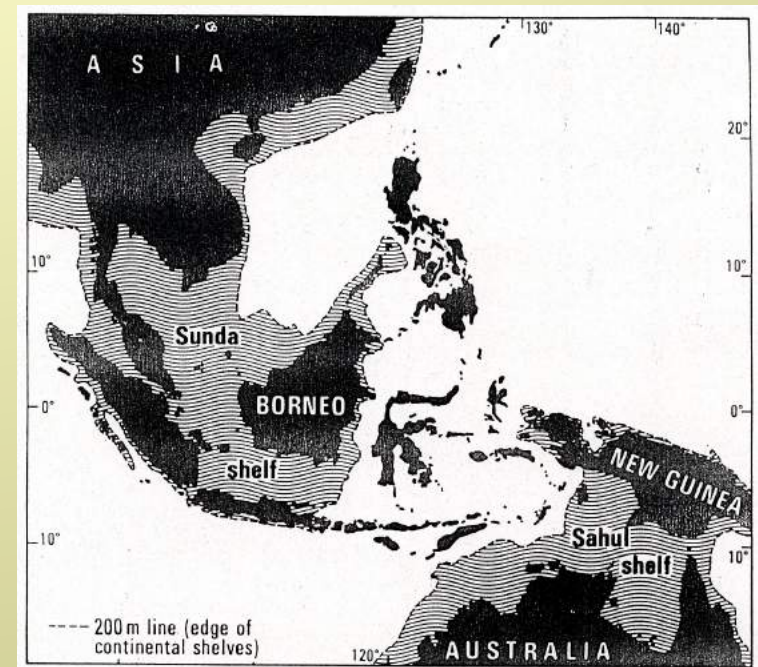 130°
140°
ASIA
20°
10°
10°
Sunda
BORNEO
0°
0°
shelf
NEW GUINEA
10°
Sahul
10°
shelf
---- 200 m line (edge of
continental shelves)
120°
AUSTRALIA